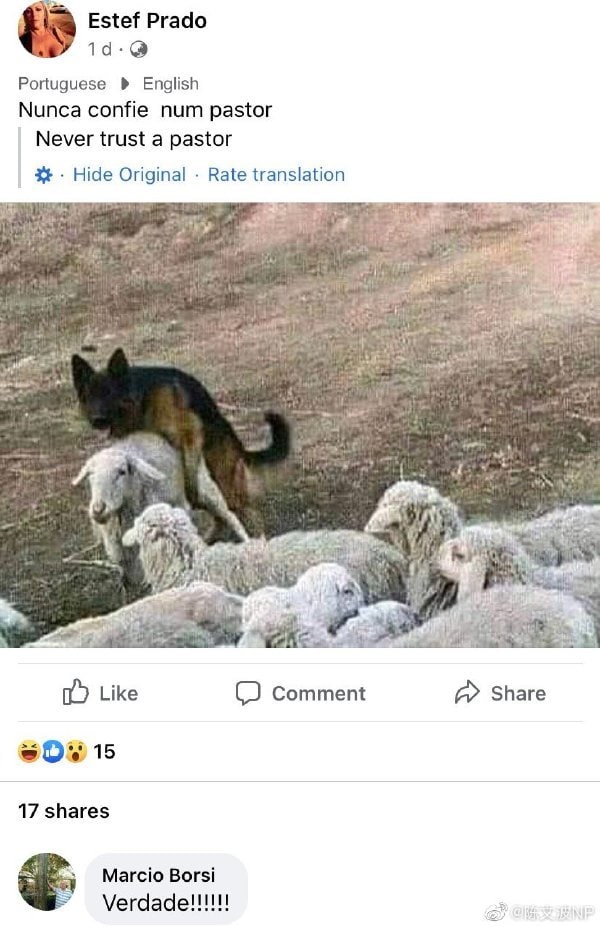 Estef Prado
1 d ·
Portuguese ▸ English
Nunca confie num pastor
Never trust a pastor
· Hide Original · Rate translation
Like Comment Share
15
17 shares
Marcio Borsi
Verdade!!!!!!
@陈文波NP